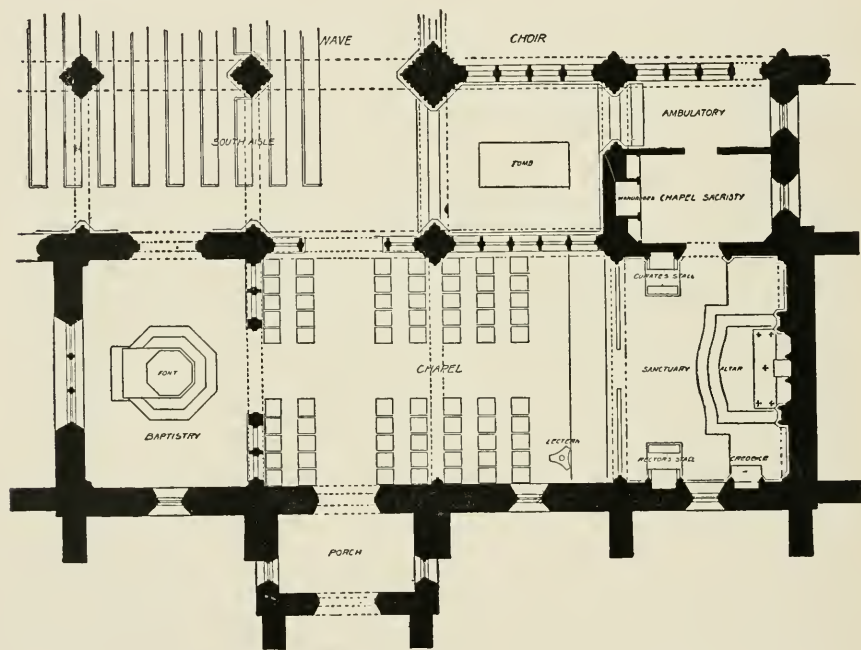 NAVE
CHOIR
AMBULATORY
SOUTH AISLE
TOMB
WARDROBE
CHAPEL SACRISTY
CURATE'S STALL
CHAPEL
SANCTUARY
ALTAR
FONT
BAPTISTRY
LECTERN
RECTOR'S STALL
CREDENCE
PORCH